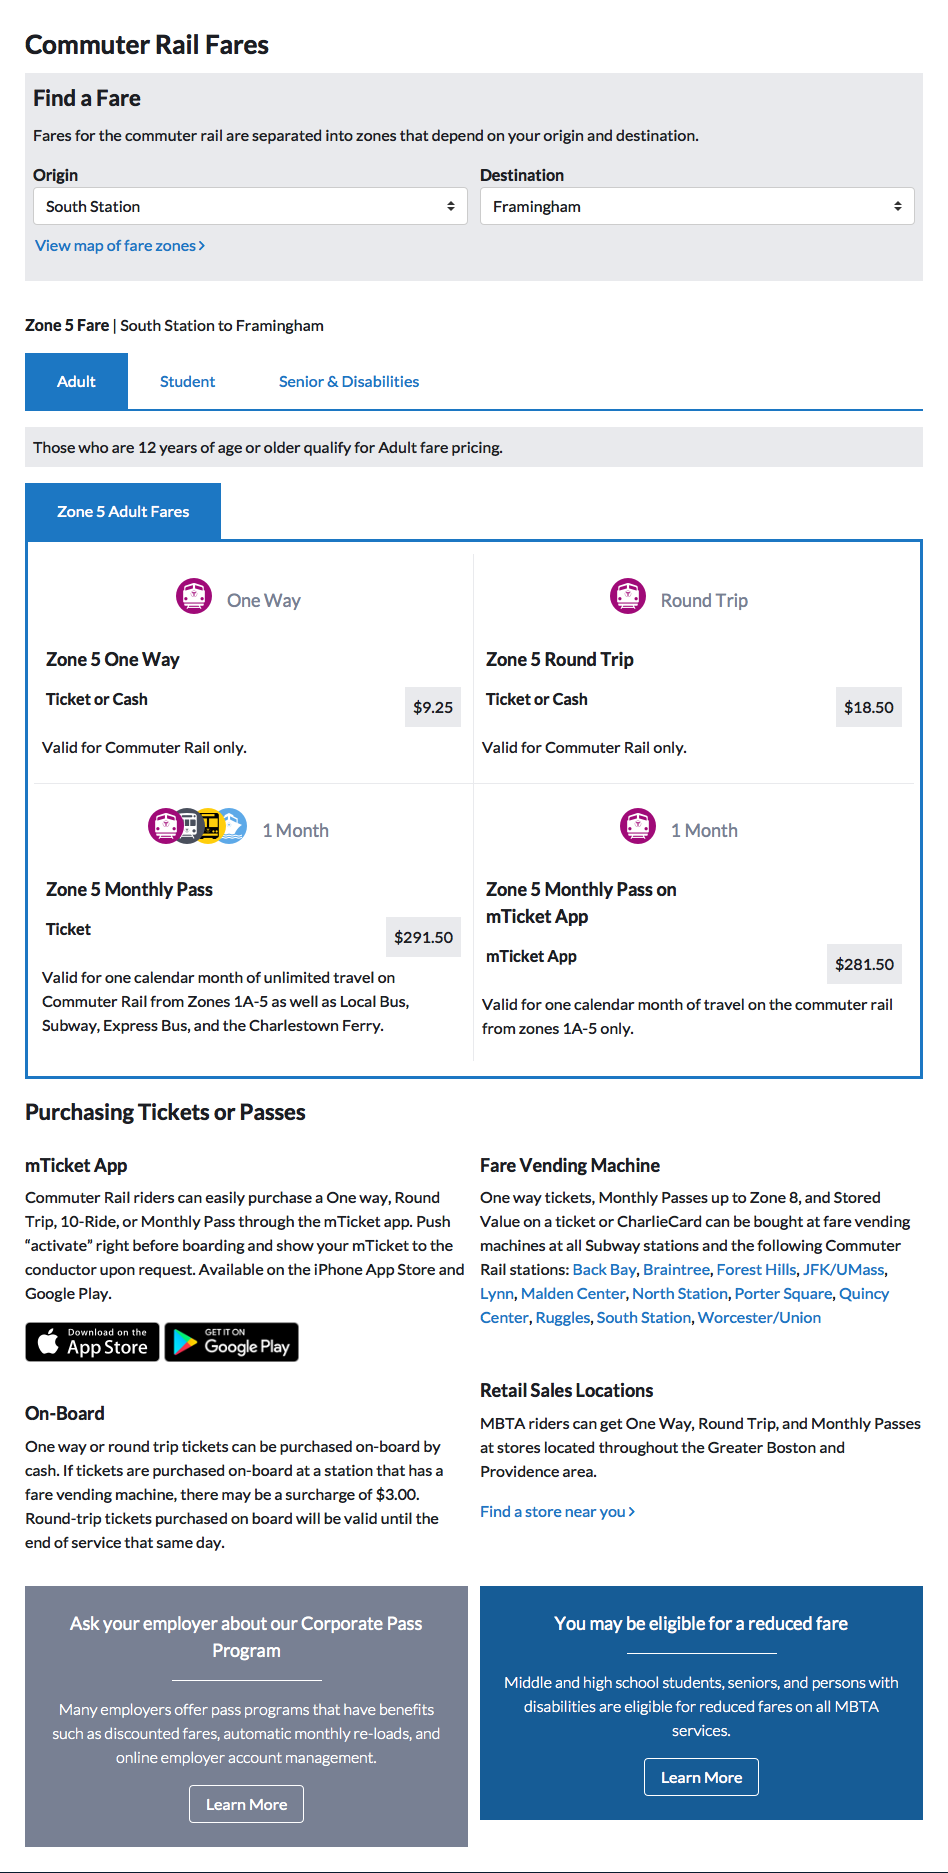 Commuter Rail Fares
Find a Fare
Fares for the commuter rail are separated into zones that depend on your origin and destination.
Origin
South Station
Destination
Framingham
View map of fare zones
Zone 5 Fare | South Station to Framingham
Adult
Student
Senior & Disabilities
Those who are 12 years of age or older qualify for Adult fare pricing.
Zone 5 Adult Fares
One Way
Zone 5 One Way
Ticket or Cash
$9.25
Valid for Commuter Rail only.
Round Trip
Zone 5 Round Trip
Ticket or Cash
$18.50
Valid for Commuter Rail only.
1 Month
Zone 5 Monthly Pass
Ticket
$291.50
Valid for one calendar month of unlimited travel on
Commuter Rail from Zones 1A-5 as well as Local Bus,
Subway, Express Bus, and the Charlestown Ferry.
1 Month
Zone 5 Monthly Pass on
mTicket App
mTicket App
$281.50
Valid for one calendar month of travel on the commuter rail
from zones 1A-5 only.
Purchasing Tickets or Passes
mTicket App
Commuter Rail riders can easily purchase a One way, Round
Trip, 10-Ride, or Monthly Pass through the mTicket app. Push
“activate” right before boarding and show your mTicket to the
conductor upon request. Available on the iPhone App Store and
Google Play.
Download on the
App Store
GET IT ON
Google Play
On-Board
One way or round trip tickets can be purchased on-board by
cash. If tickets are purchased on-board at a station that has a
fare vending machine, there may be a surcharge of $3.00.
Round-trip tickets purchased on board will be valid until the
end of service that same day.
Fare Vending Machine
One way tickets, Monthly Passes up to Zone 8, and Stored
Value on a ticket or CharlieCard can be bought at fare vending
machines at all Subway stations and the following Commuter
Rail stations: Back Bay, Braintree, Forest Hills, JFK/UMass,
Lynn, Malden Center, North Station, Porter Square, Quincy
Center, Ruggles, South Station, Worcester/Union
Retail Sales Locations
MBTA riders can get One Way, Round Trip, and Monthly Passes
at stores located throughout the Greater Boston and
Providence area.
Find a store near you
Ask your employer about our Corporate Pass
Program
Many employers offer pass programs that have benefits
such as discounted fares, automatic monthly re-loads, and
online employer account management.
Learn More
You may be eligible for a reduced fare
Middle and high school students, seniors, and persons with
disabilities are eligible for reduced fares on all MBTA
services.
Learn More